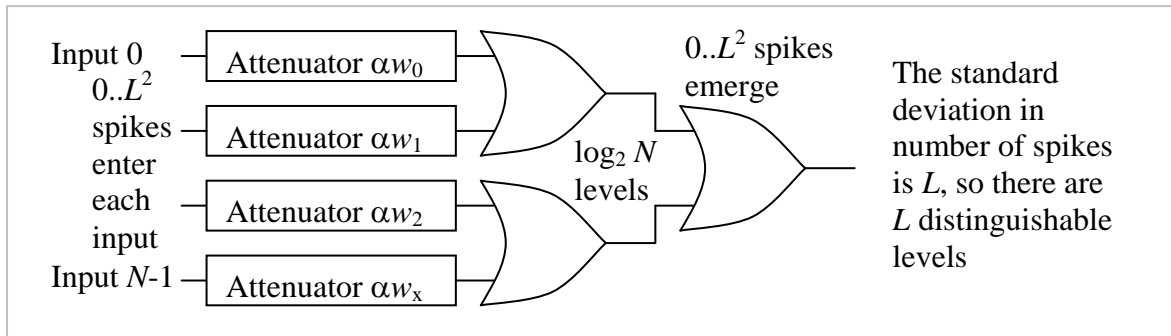 Input 0
0..L² spikes
enter
each
input
Input N-1
Attenuator αw₀
Attenuator αw₁
Attenuator αw₂
Attenuator αwₓ
log₂ N
levels
0..L² spikes
emerge
The standard
deviation in
number of spikes
is L, so there are
L distinguishable
levels